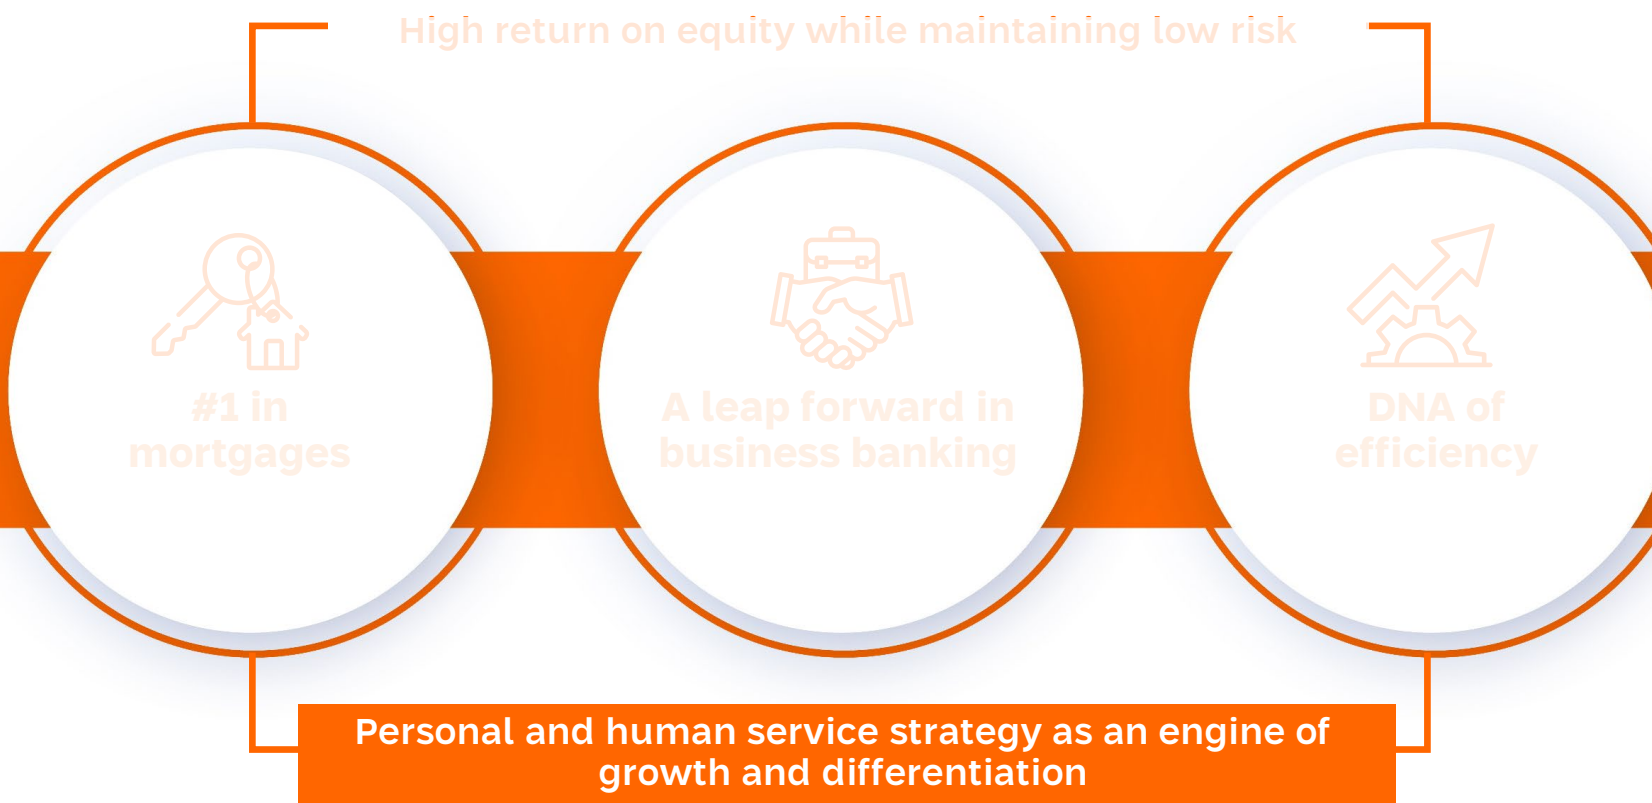 High return on equity while maintaining low risk
#1 in
mortgages
A leap forward in
business banking
DNA of
efficiency
Personal and human service strategy as an engine of
growth and differentiation